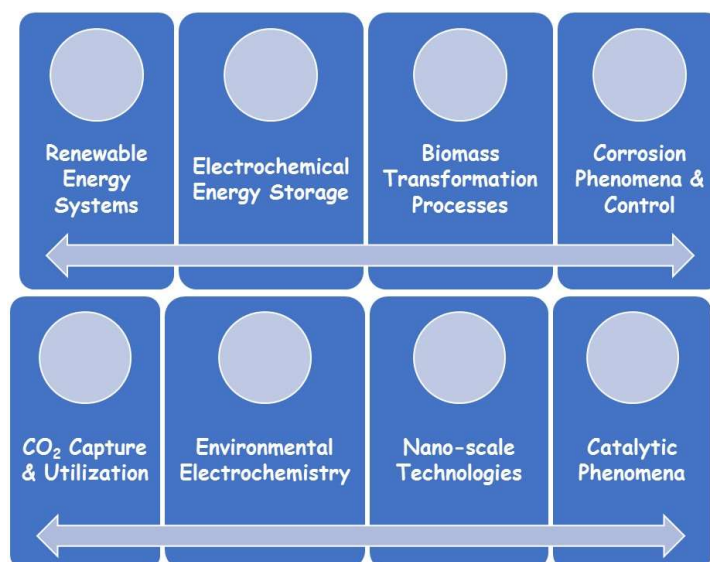 Renewable
Energy
Systems
Electrochemical
Energy Storage
Biomass
Transformation
Processes
Corrosion
Phenomena &
Control
CO₂ Capture
& Utilization
Environmental
Electrochemistry
Nano-scale
Technologies
Catalytic
Phenomena